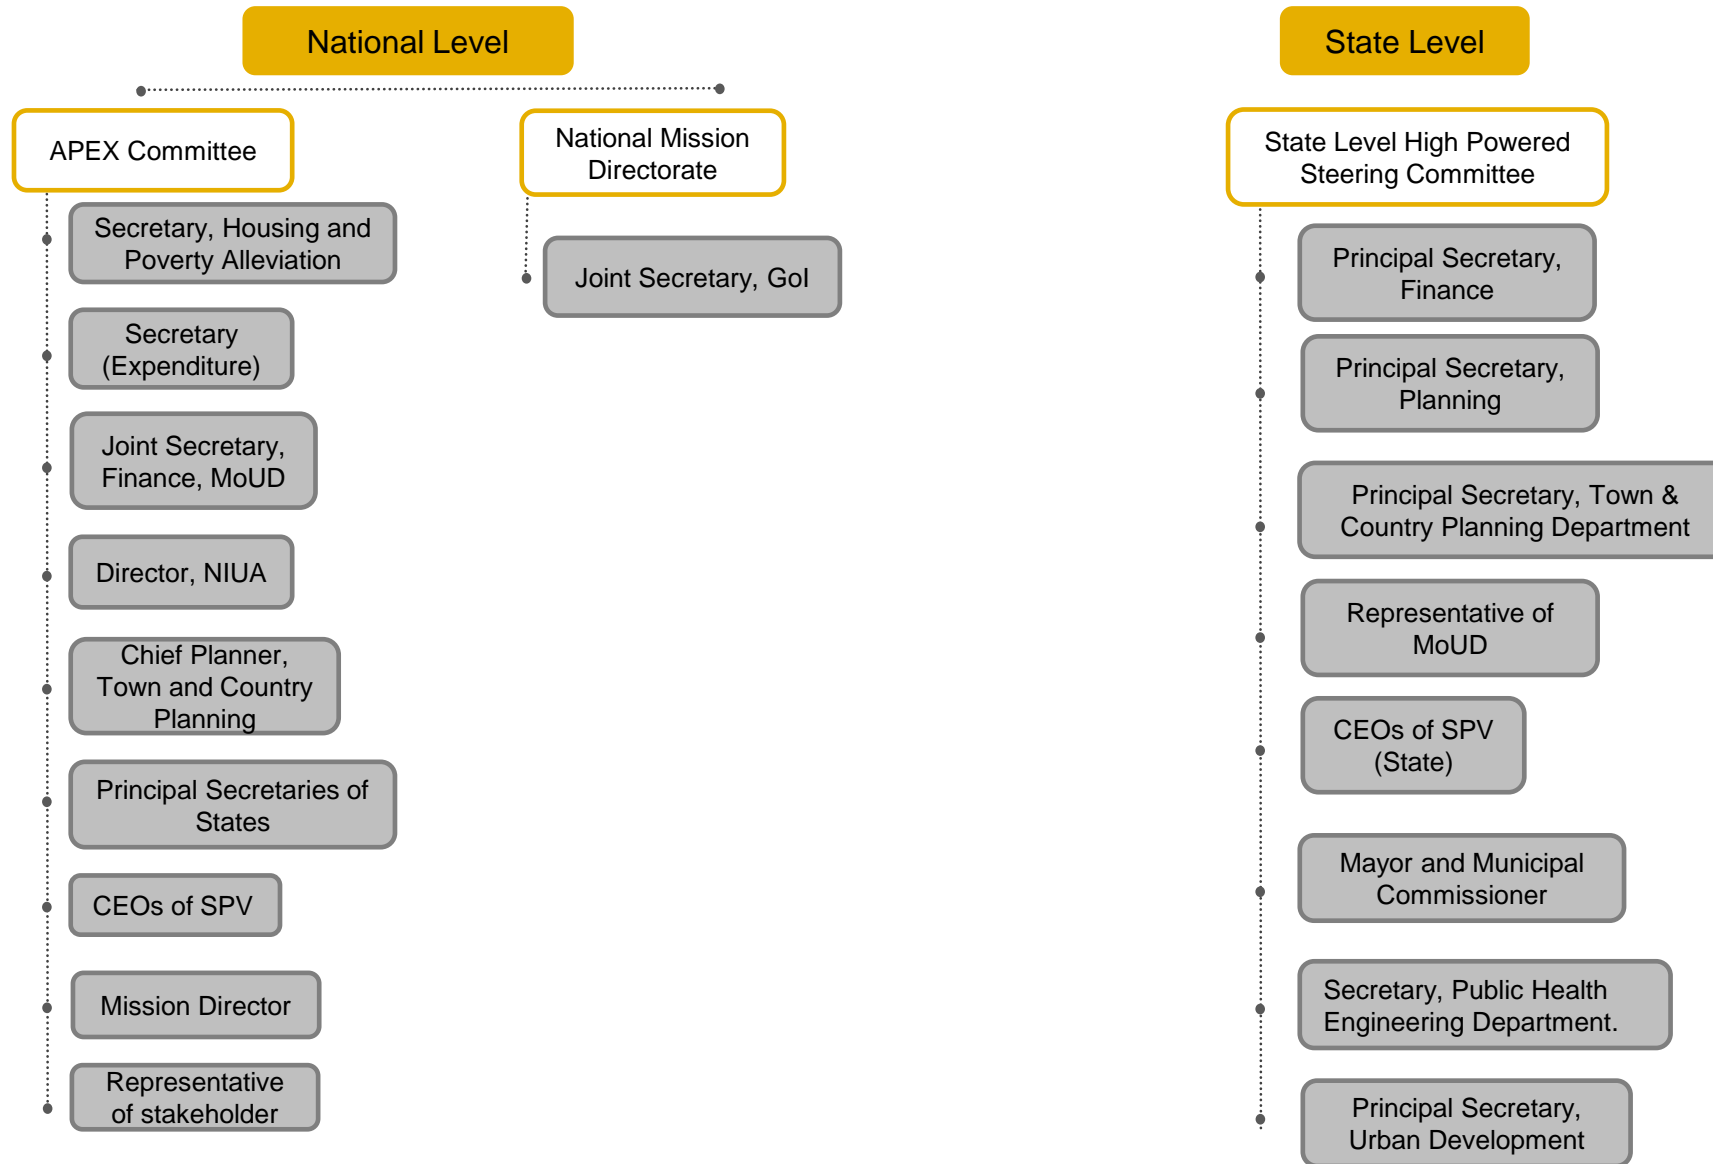 National Level
APEX Committee
Secretary, Housing and
Poverty Alleviation
Secretary
(Expenditure)
Joint Secretary,
Finance, MoUD
Director, NIUA
Chief Planner,
Town and Country
Planning
Principal Secretaries of
States
CEOs of SPV
Mission Director
Representative
of stakeholder
National Mission
Directorate
Joint Secretary, GoI
State Level
State Level High Powered
Steering Committee
Principal Secretary,
Finance
Principal Secretary,
Planning
Principal Secretary, Town &
Country Planning Department
Representative of
MoUD
CEOs of SPV
(State)
Mayor and Municipal
Commissioner
Secretary, Public Health
Engineering Department.
Principal Secretary,
Urban Development